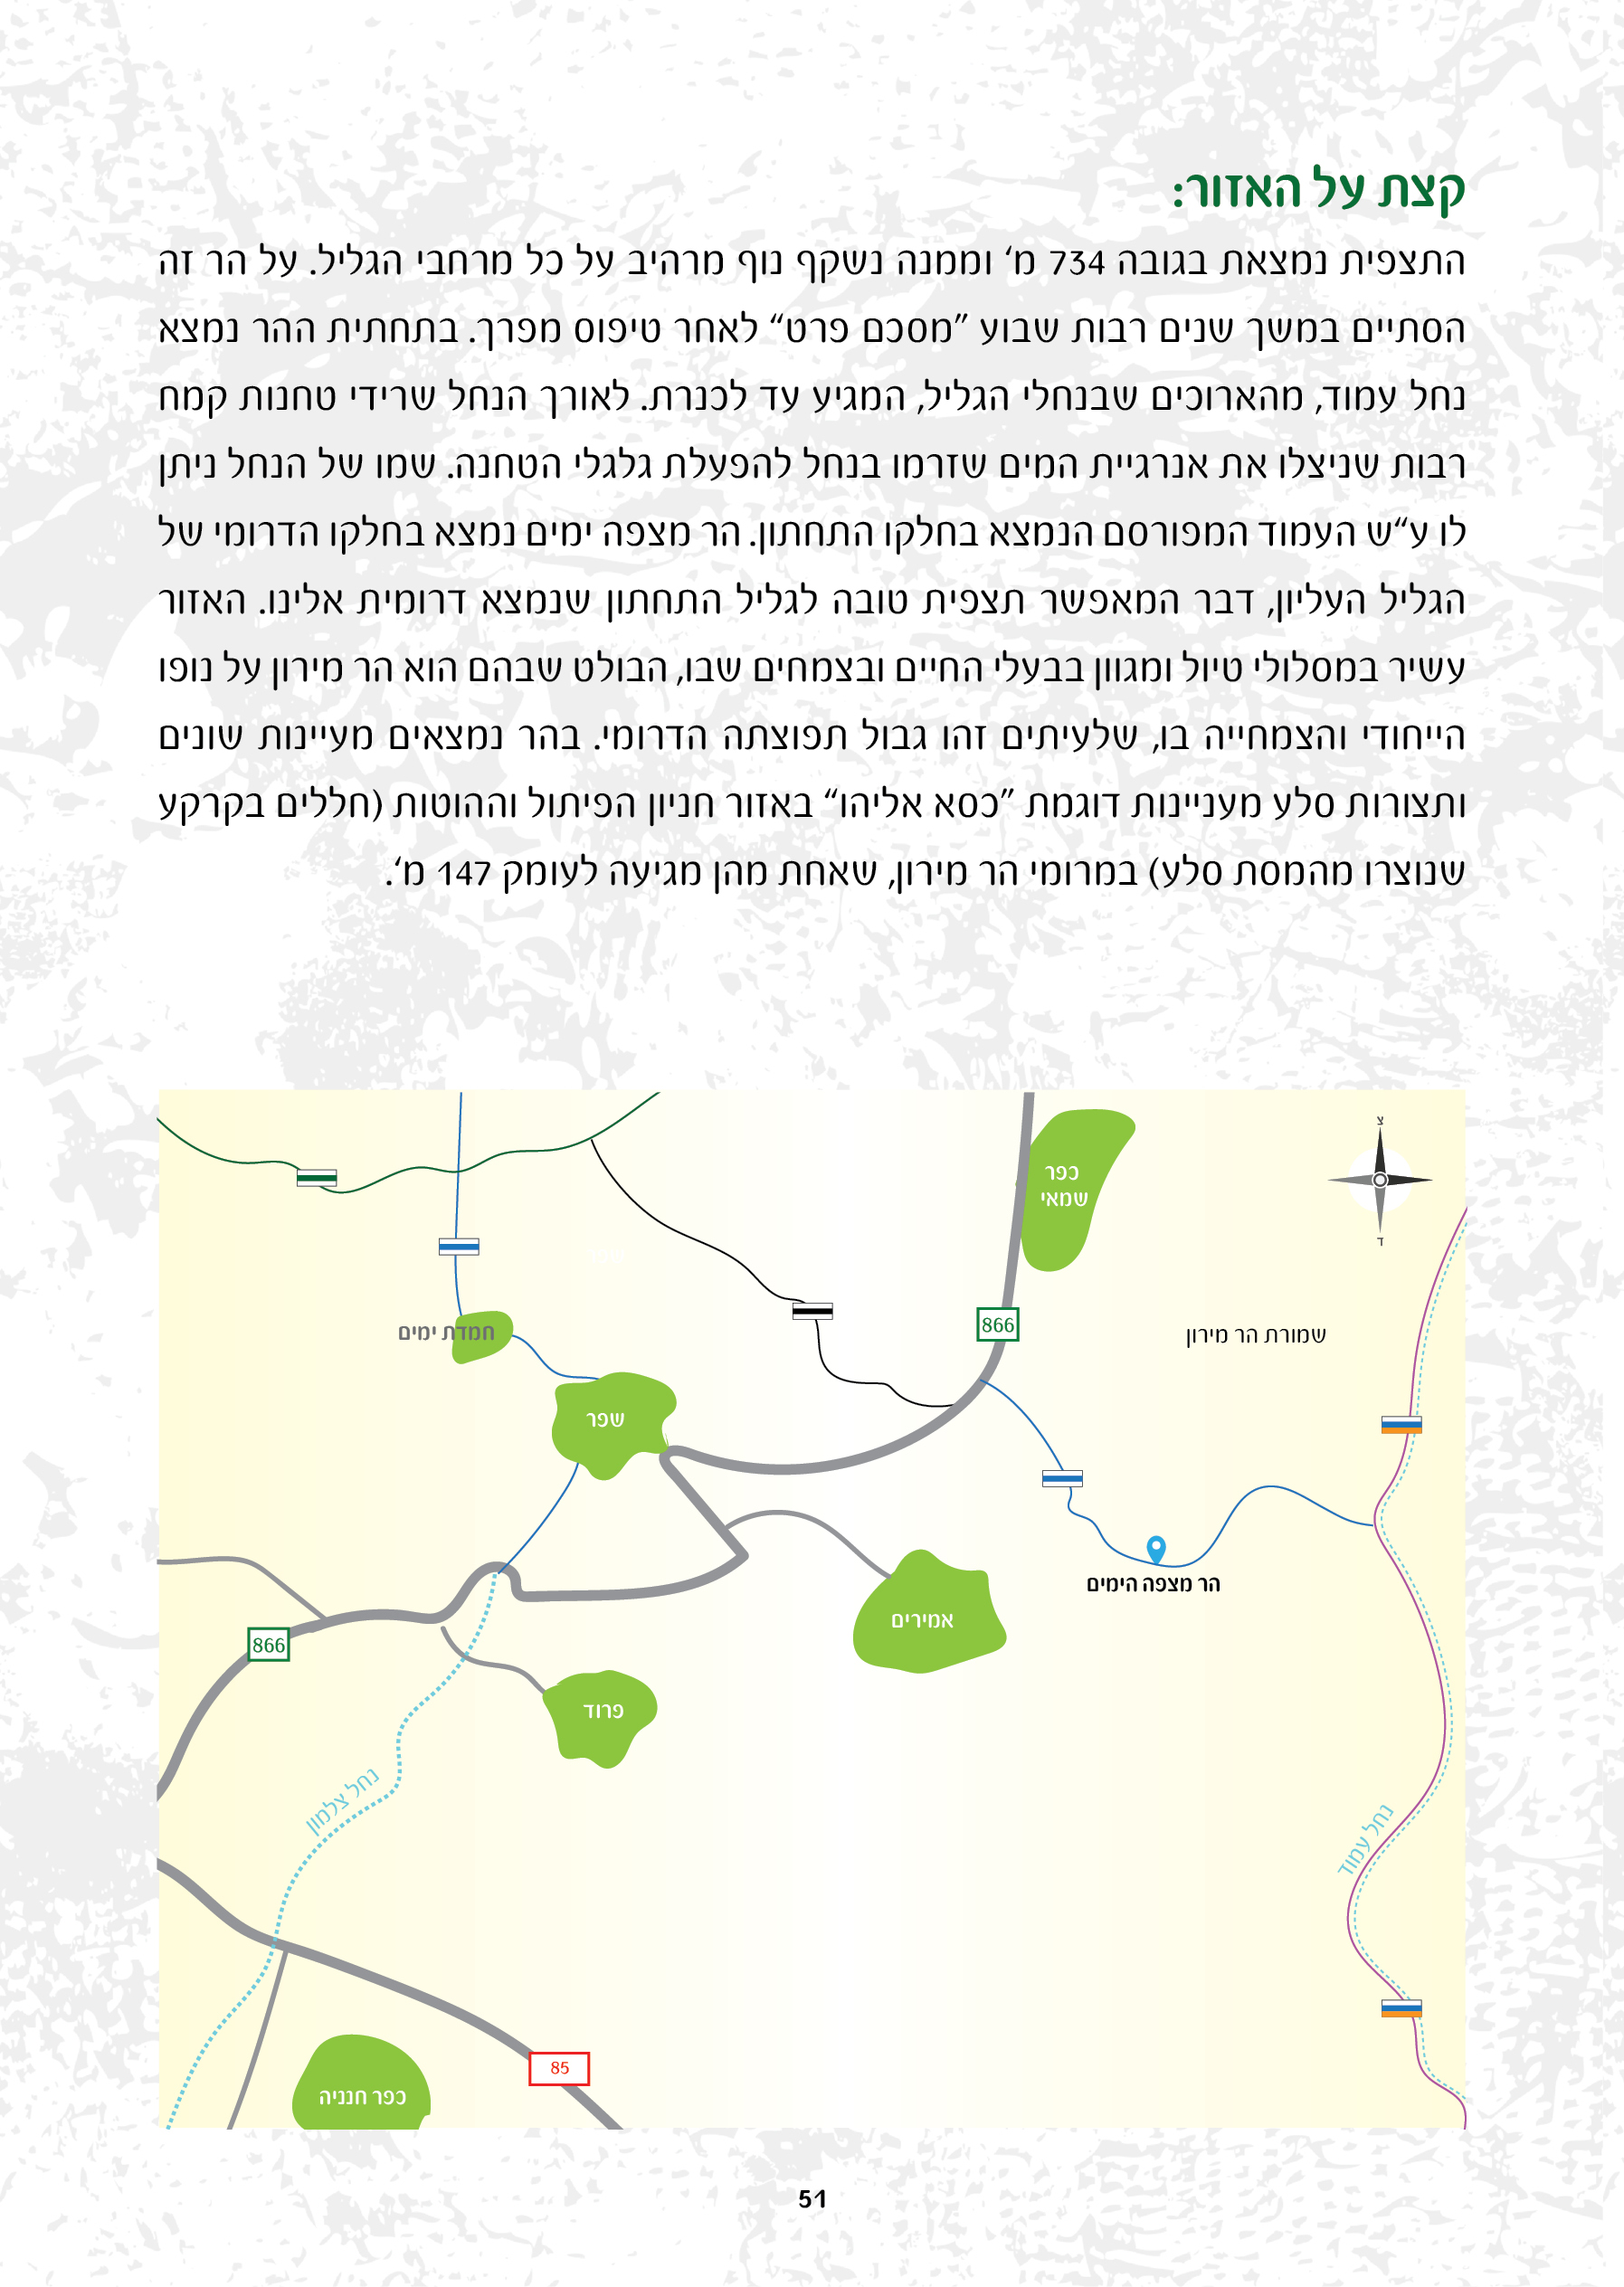 קצת על האזור:
התצפית נמצאת בגובה 734 מ‘ וממנה נשקף נוף מרהיב על כל מרחבי הגליל. על הר זה
הסתיים במשך שנים רבות שבוע ”מסכם פרט“ לאחר טיפוס מפרך. בתחתית ההר נמצא
נחל עמוד, מהארוכים שבנחלי הגליל, המגיע עד לכנרת. לאורך הנחל שרידי טחנות קמח
רבות שניצלו את אנרגיית המים שזרמו בנחל להפעלת גלגלי הטחנה. שמו של הנחל ניתן
לו ע“ש העמוד המפורסם הנמצא בחלקו התחתון. הר מצפה ימים נמצא בחלקו הדרומי של
הגליל העליון, דבר המאפשר תצפית טובה לגליל התחתון שנמצא דרומית אלינו. האזור
עשיר במסלולי טיול ומגוון בבעלי החיים ובצמחים שבו, הבולט שבהם הוא הר מירון על נופו
הייחודי והצמחייה בו, שלעיתים זהו גבול תפוצתה הדרומי. בהר נמצאים מעיינות שונים
ותצורות סלע מעניינות דוגמת ”כסא אליהו“ באזור חניון הפיתול וההוטות (חללים בקרקע
שנוצרו מהמסת סלע) במרומי הר מירון, שאחת מהן מגיעה לעומק 147 מ‘.
צ
כפר
שמאי
ד
866
חמדת ימים
שמורת הר מירון
שפר
הר מצפה הימים
אמירים
866
פרוד
נחל צלמון
נחל עמוד
85
כפר חנניה
51